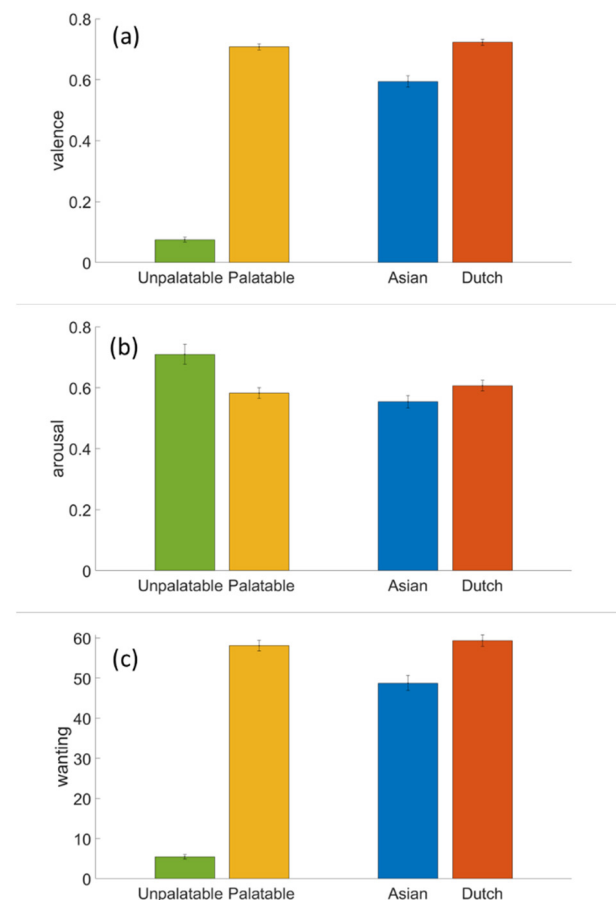 (a)
valence
0.8
0.6
0.4
0.2
0
Unpalatable Palatable Asian Dutch
(b)
arousal
0.8
0.6
0.4
0.2
0
Unpalatable Palatable Asian Dutch
(c)
wanting
60
50
40
30
20
10
0
Unpalatable Palatable Asian Dutch